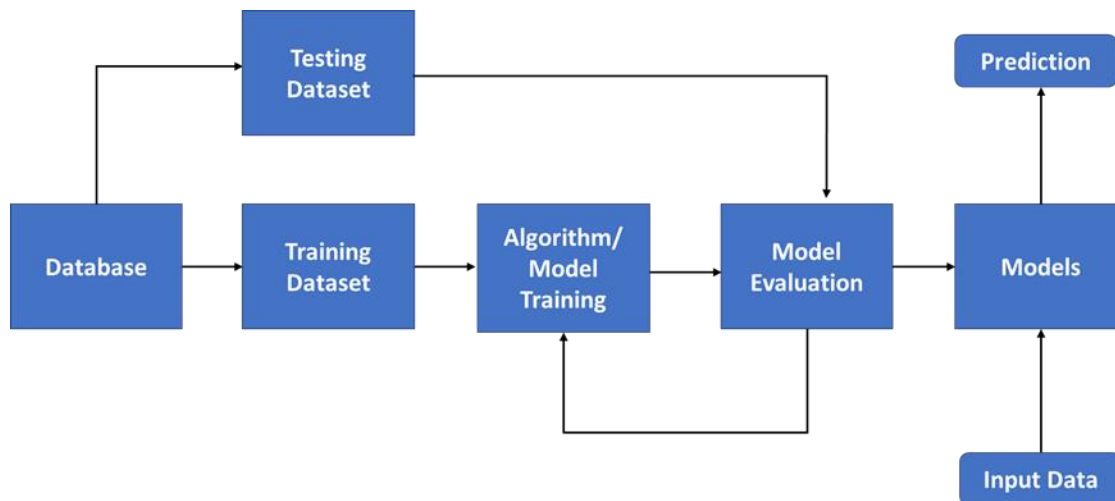 Testing
Dataset
Prediction
Database
Training
Dataset
Algorithm/
Model
Training
Model
Evaluation
Models
Input Data